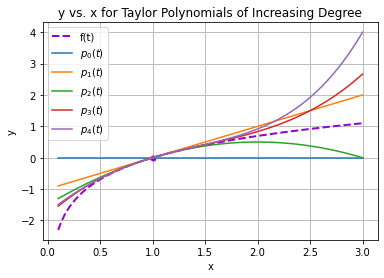 y vs. x for Taylor Polynomials of Increasing Degree
f(t)
p₀(t)
p₁(t)
p₂(t)
p₃(t)
p₄(t)
4
3
2
1
0
−1
−2
y
0.0 0.5 1.0 1.5 2.0 2.5 3.0
x